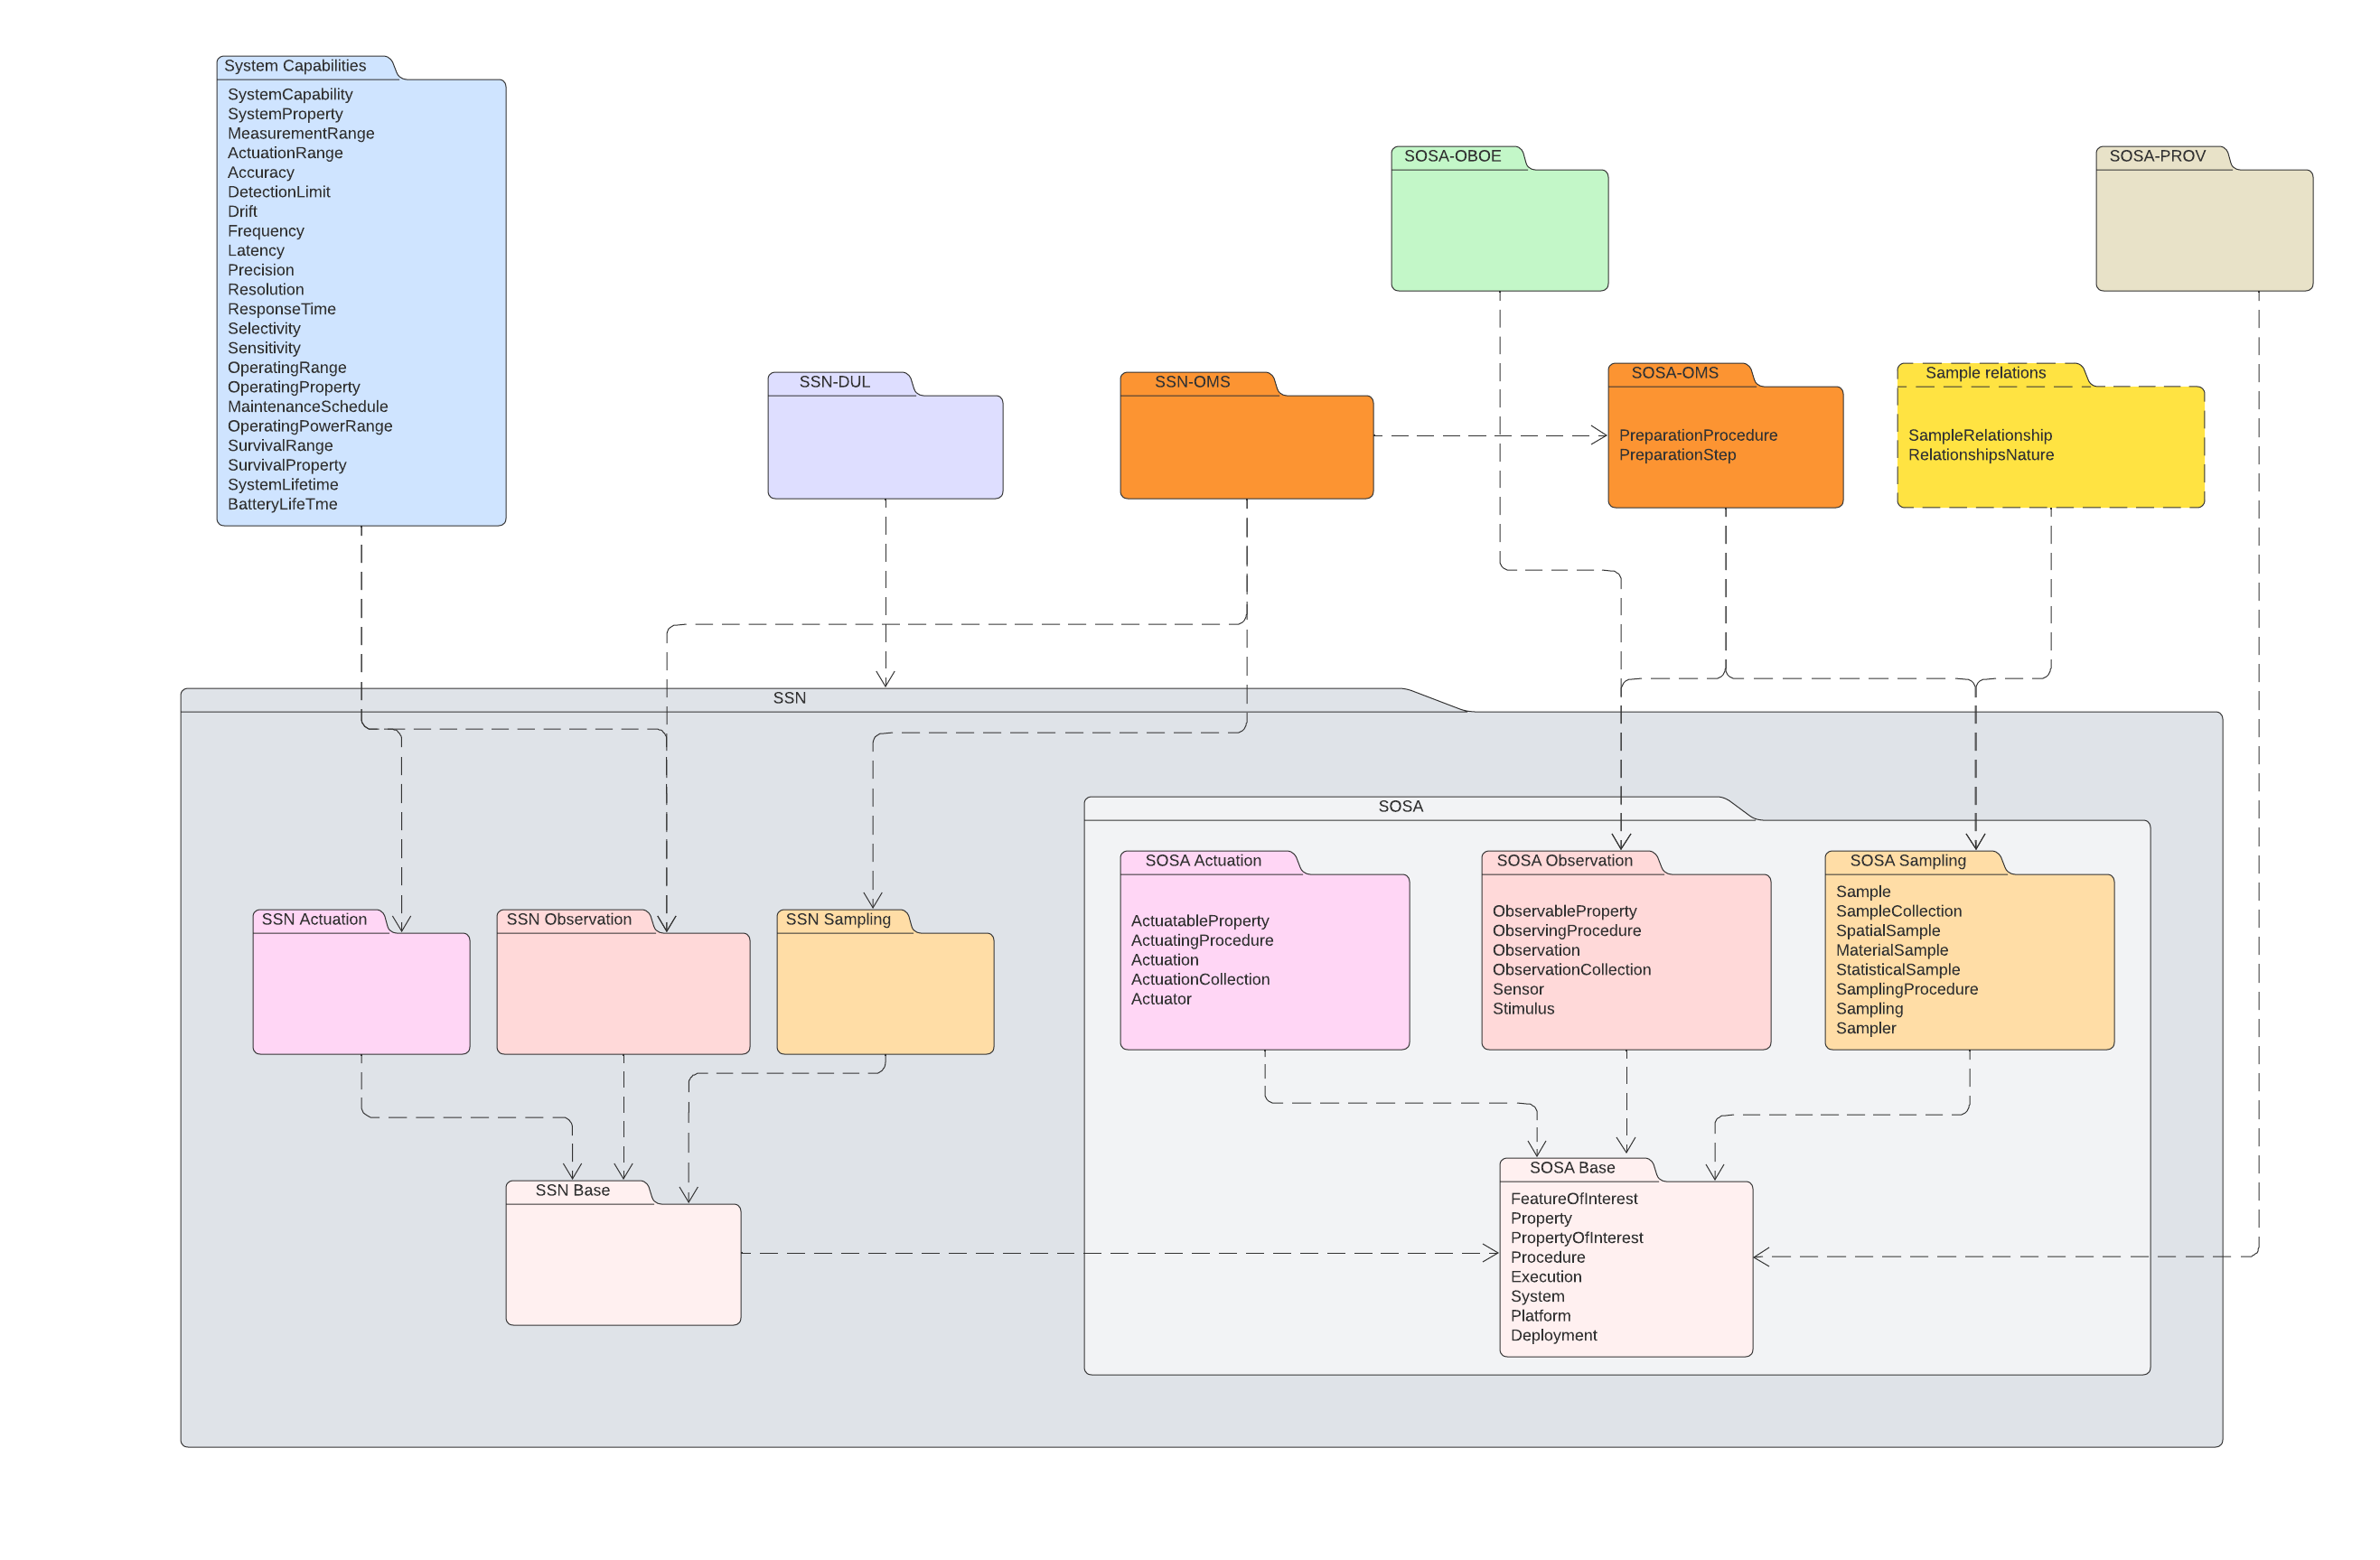 System Capabilities
SystemCapability
SystemProperty
MeasurementRange
ActuationRange
Accuracy
DetectionLimit
Drift
Frequency
Latency
Precision
Resolution
ResponseTime
Selectivity
Sensitivity
OperatingRange
OperatingProperty
MaintenanceSchedule
OperatingPowerRange
SurvivalRange
SurvivalProperty
SystemLifetime
BatteryLifeTme
SOSA-OBOE
SOSA-PROV
SSN-DUL
SSN-OMS
SOSA-OMS
PreparationProcedure
PreparationStep
Sample relations
SampleRelationship
RelationshipsNature
SSN
SOSA
SSN Actuation
SSN Observation
SSN Sampling
SOSA Actuation
ActuatableProperty
ActuatingProcedure
Actuation
ActuationCollection
Actuator
SOSA Observation
ObservableProperty
ObservingProcedure
Observation
ObservationCollection
Sensor
Stimulus
SOSA Sampling
Sample
SampleCollection
SpatialSample
MaterialSample
StatisticalSample
SamplingProcedure
Sampling
Sampler
SSN Base
SOSA Base
FeatureOfInterest
Property
PropertyOfInterest
Procedure
Execution
System
Platform
Deployment